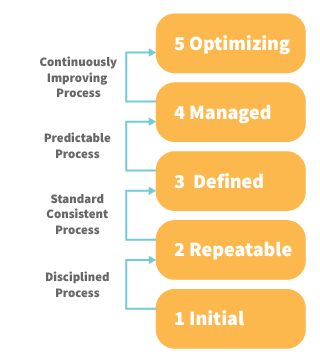 5 Optimizing
Continuously
Improving
Process
4 Managed
Predictable
Process
3 Defined
Standard
Consistent
Process
2 Repeatable
Disciplined
Process
1 Initial